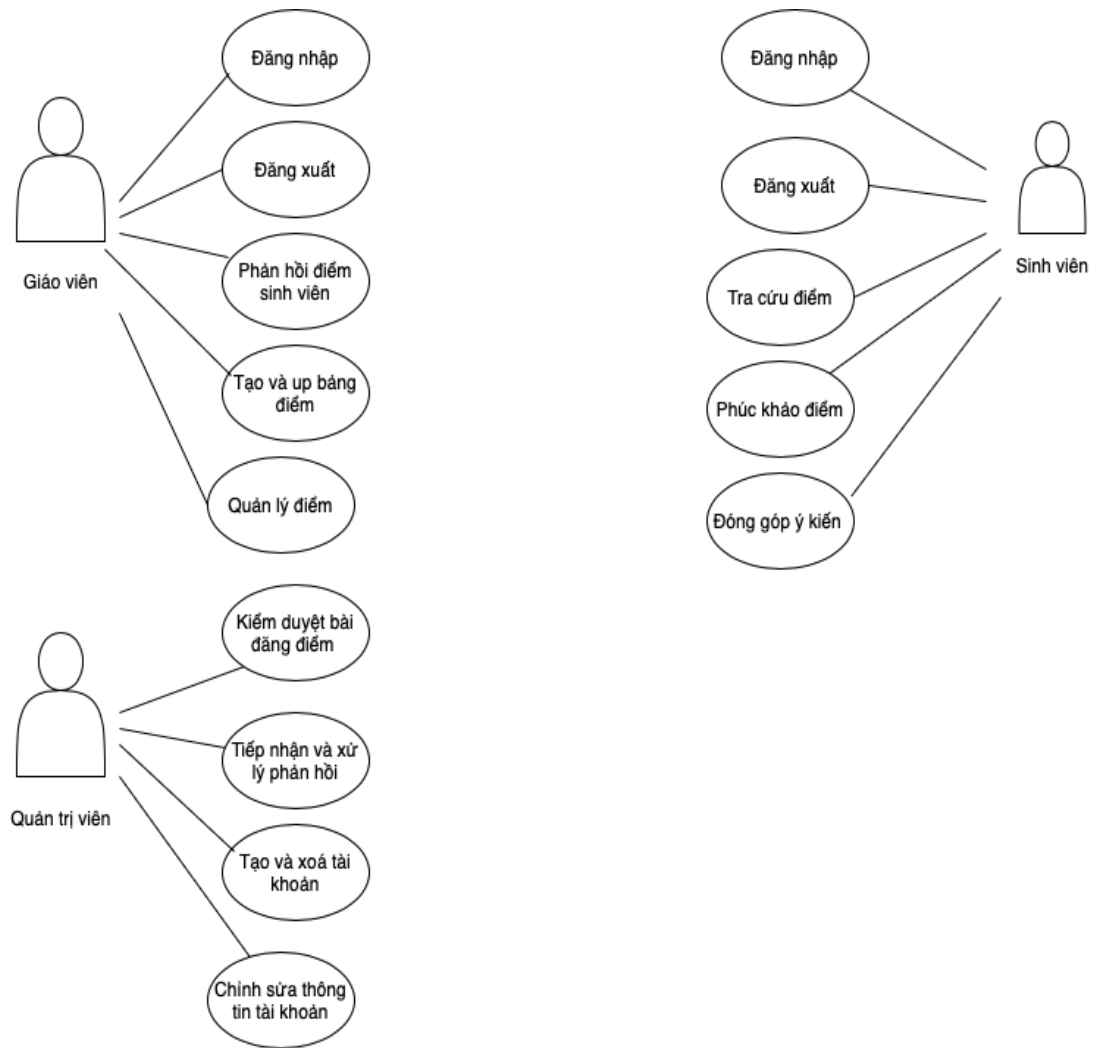 Đăng nhập
Đăng xuất
Phản hồi điểm
sinh viên
Tạo và up bảng
điểm
Quản lý điểm
Giáo viên
Đăng nhập
Đăng xuất
Tra cứu điểm
Phúc khảo điểm
Đóng góp ý kiến
Sinh viên
Kiểm duyệt bài
đăng điểm
Tiếp nhận và xử
lý phản hồi
Tạo và xoá tài
khoản
Chỉnh sửa thông
tin tài khoản
Quản trị viên